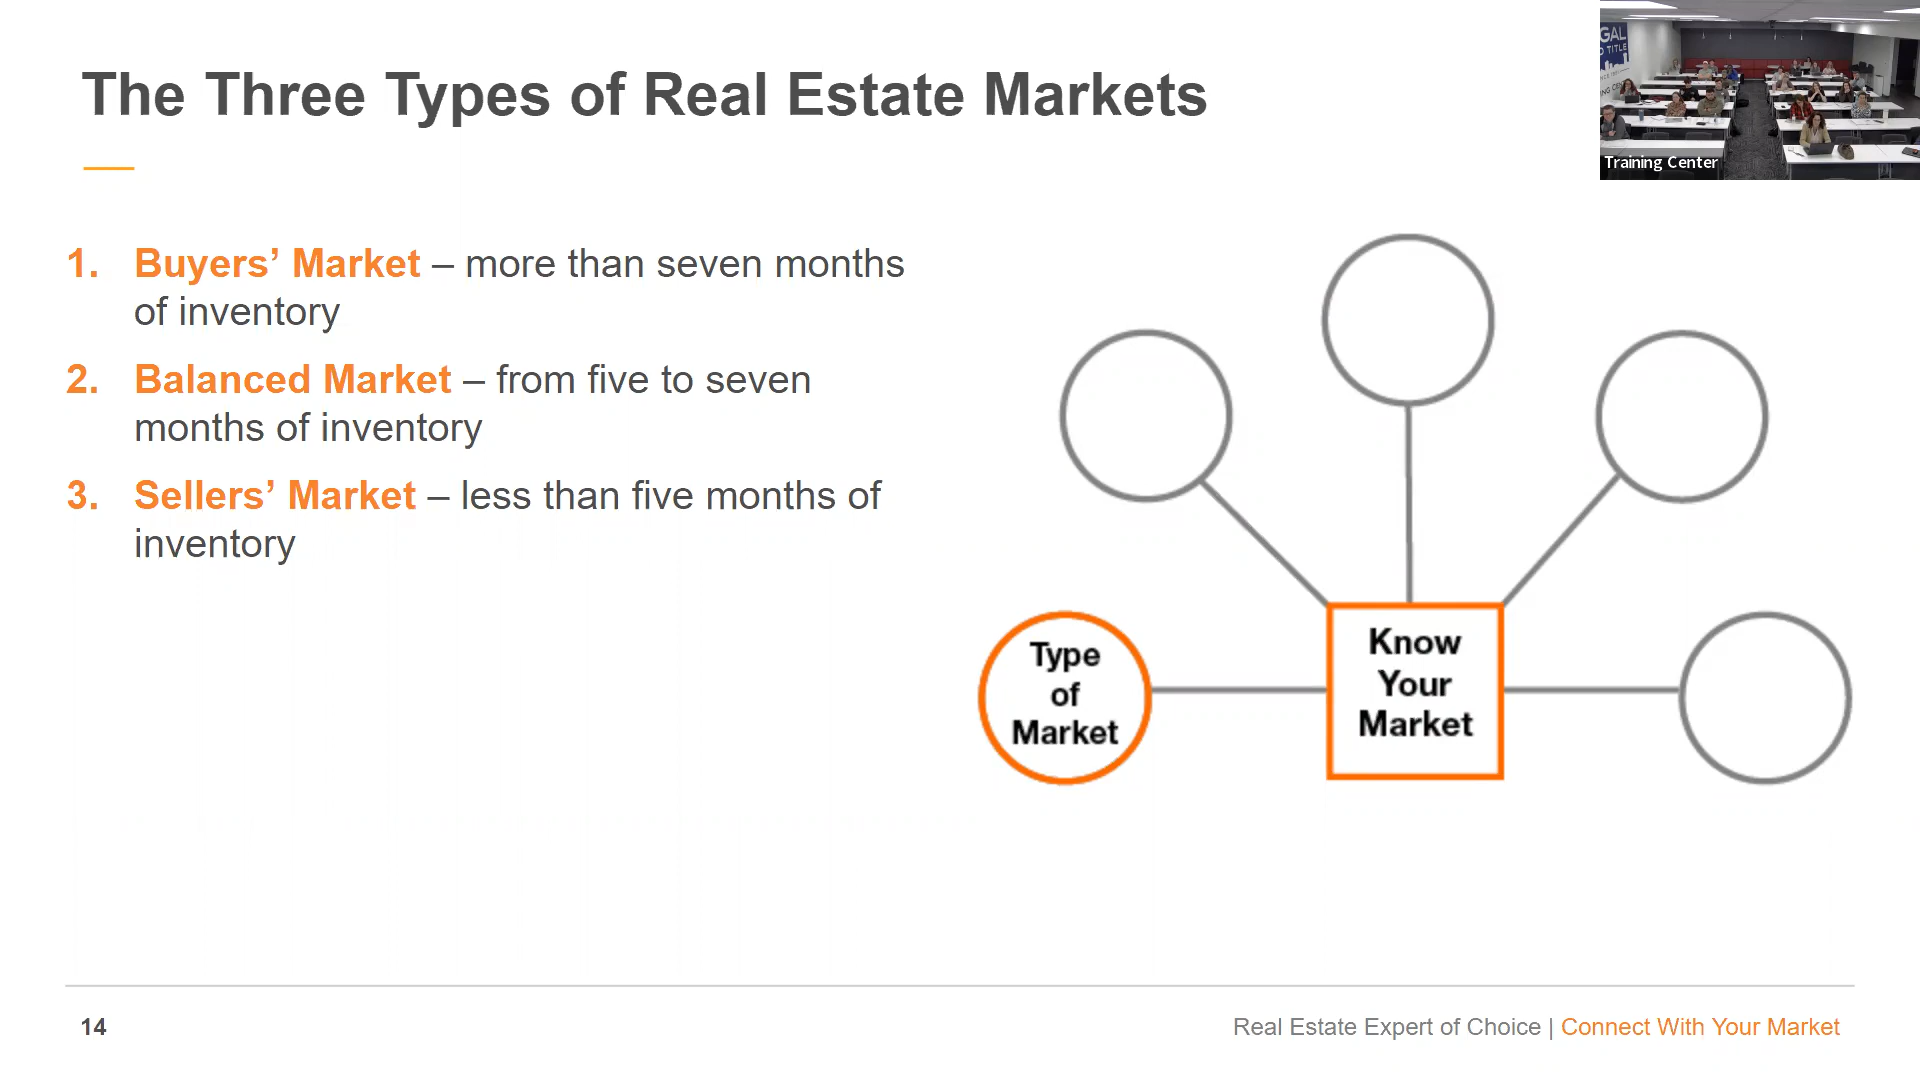 The Three Types of Real Estate Markets
1. Buyers’ Market – more than seven months
of inventory
2. Balanced Market – from five to seven
months of inventory
3. Sellers’ Market – less than five months of
inventory
Type
of
Market
Know
Your
Market
GAL
TITLE
Training Center
14
Real Estate Expert of Choice | Connect With Your Market